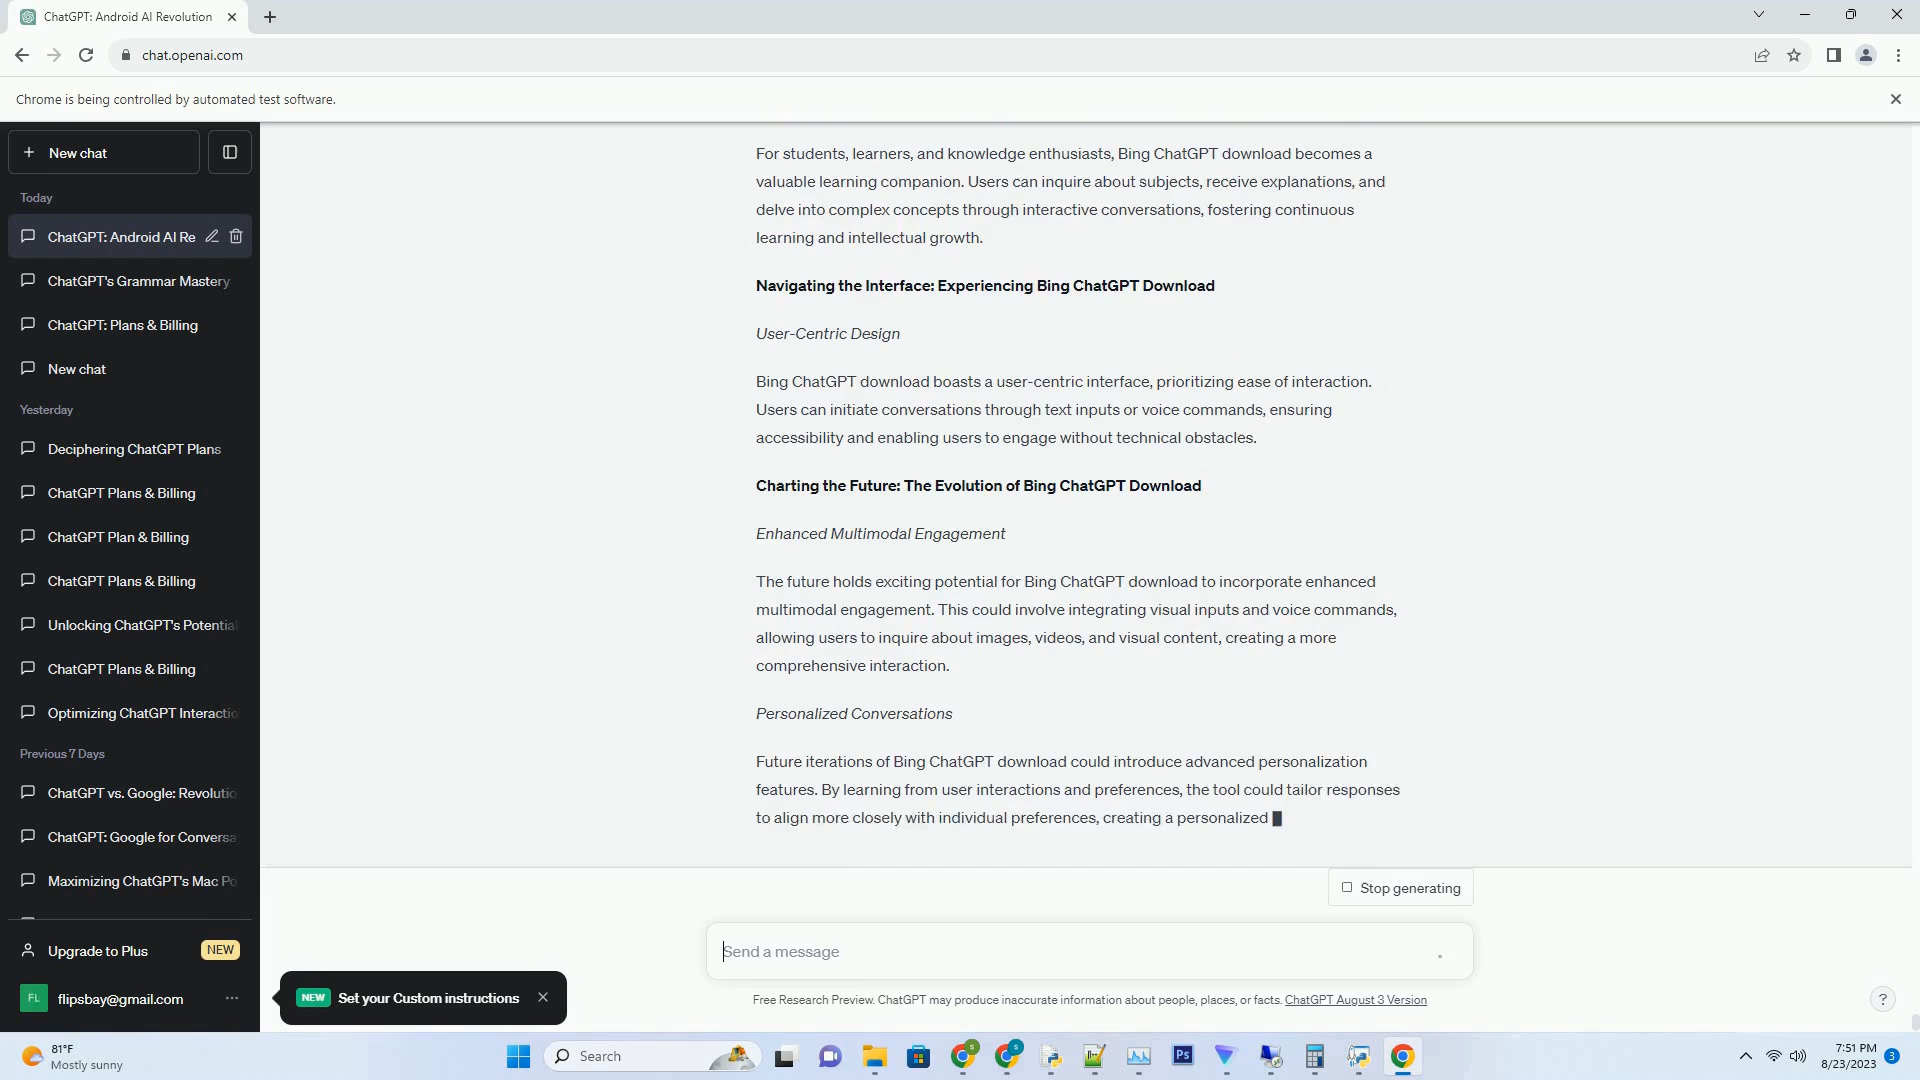 ChatGPT: Android AI Revolution
chat.openai.com
Chrome is being controlled by automated test software.
New chat
Today
ChatGPT: Android AI Re
ChatGPT's Grammar Mastery
ChatGPT: Plans & Billing
New chat
Yesterday
Deciphering ChatGPT Plans
ChatGPT Plans & Billing
ChatGPT Plan & Billing
ChatGPT Plans & Billing
Unlocking ChatGPT's Potential
ChatGPT Plans & Billing
Optimizing ChatGPT Interactio
Previous 7 Days
ChatGPT vs. Google: Revolutio
ChatGPT: Google for Conversa
Maximizing ChatGPT's Mac Po
Upgrade to Plus NEW
FL flipsbay@gmail.com
For students, learners, and knowledge enthusiasts, Bing ChatGPT download becomes a
valuable learning companion. Users can inquire about subjects, receive explanations, and
delve into complex concepts through interactive conversations, fostering continuous
learning and intellectual growth.
Navigating the Interface: Experiencing Bing ChatGPT Download
User-Centric Design
Bing ChatGPT download boasts a user-centric interface, prioritizing ease of interaction.
Users can initiate conversations through text inputs or voice commands, ensuring
accessibility and enabling users to engage without technical obstacles.
Charting the Future: The Evolution of Bing ChatGPT Download
Enhanced Multimodal Engagement
The future holds exciting potential for Bing ChatGPT download to incorporate enhanced
multimodal engagement. This could involve integrating visual inputs and voice commands,
allowing users to inquire about images, videos, and visual content, creating a more
comprehensive interaction.
Personalized Conversations
Future iterations of Bing ChatGPT download could introduce advanced personalization
features. By learning from user interactions and preferences, the tool could tailor responses
to align more closely with individual preferences, creating a personalized
Stop generating
Send a message
NEW Set your Custom instructions
Free Research Preview. ChatGPT may produce inaccurate information about people, places, or facts. ChatGPT August 3 Version
?
81°F
Mostly sunny
Search
S
S
Ps
7:51 PM
8/23/2023
3